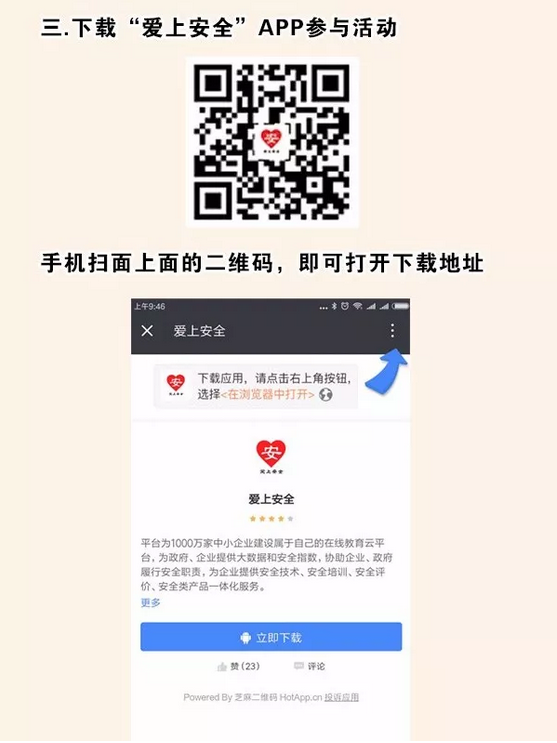 三.下载“爱上安全”APP参与活动
安
手机扫面上面的二维码，即可打开下载地址
上午9:46
爱上安全
安
下载应用，请点击右上角按钮，
选择<在浏览器中打开>
安
爱上安全
爱上安全
平台为1000万家中小企业建设属于自己的在线教育云平
台，为政府、企业提供大数据和安全指数，协助企业、政府
履行安全职责，为企业提供安全技术、安全培训、安全评
价、安全类产品一体化服务。
更多
立即下载
赞 (23) 评论
Powered By 芝麻二维码 HotApp.cn 投诉应用